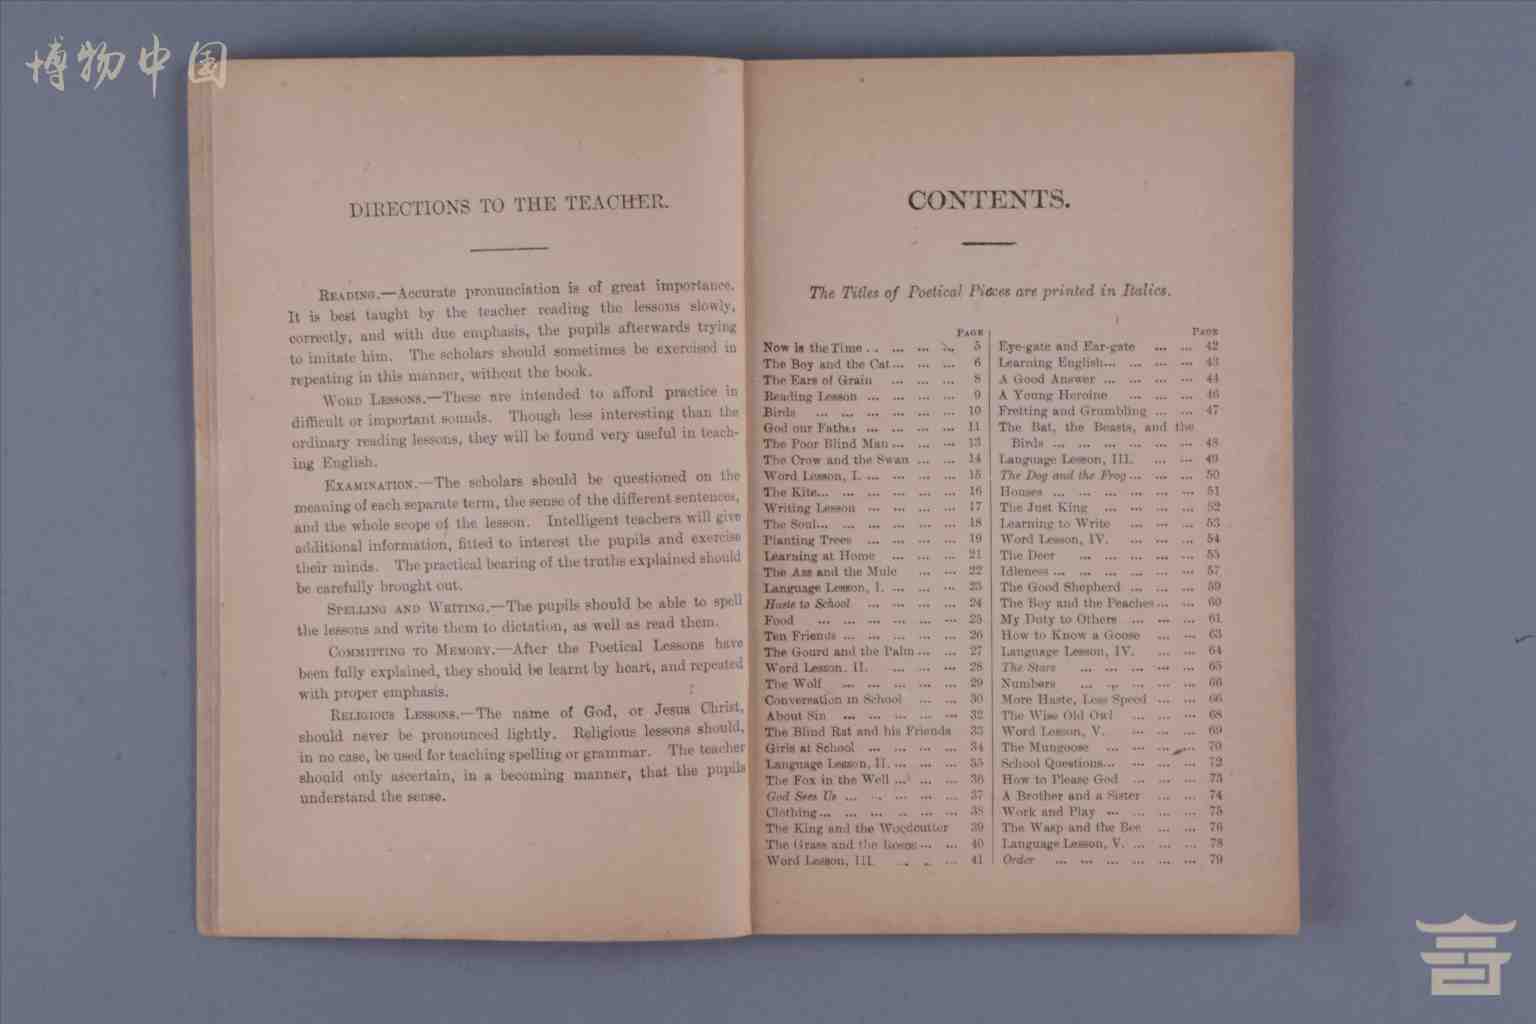 博物中国
DIRECTIONS TO THE TEACHER.
READING.—Accurate pronunciation is of great importance.
It is best taught by the teacher reading the lessons slowly,
correctly, and with due emphasis, the pupils afterwards trying
to imitate him. The scholars should sometimes be exercised in
repeating in this manner, without the book.
WORD LESSONS.—These are intended to afford practice in
difficult or important sounds. Though less interesting than the
ordinary reading lessons, they will be found very useful in teach-
ing English.
EXAMINATION.—The scholars should be questioned on the
meaning of each separate term, the sense of the different sentences,
and the whole scope of the lesson. Intelligent teachers will give
additional information, fitted to interest the pupils and exercise
their minds. The practical bearing of the truths explained should
be carefully brought out.
SPELLING AND WRITING.—The pupils should be able to spell
the lessons and write them to dictation, as well as read them.
COMMITTING TO MEMORY.—After the Poetical Lessons have
been fully explained, they should be learnt by heart, and repeated
with proper emphasis.
RELIGIOUS LESSONS.—The name of God, or Jesus Christ,
should never be pronounced lightly. Religious lessons should,
in no case, be used for teaching spelling or grammar. The teacher
should only ascertain, in a becoming manner, that the pupils
understand the sense.
CONTENTS.
The Titles of Poetical Pieces are printed in Italics.
PAGE
Now is the Time ... ... ... ... 5
The Boy and the Cat ... ... ... 6
The Ears of Grain ... ... ... 8
Reading Lesson ... ... ... ... 9
Birds ... ... ... ... ... ... 10
God our Father ... ... ... ... 11
The Poor Blind Man ... ... ... 13
The Crow and the Swan ... ... 14
Word Lesson, I. ... ... ... ... 15
The Kite ... ... ... ... ... ... 16
Writing Lesson ... ... ... ... 17
The Soul ... ... ... ... ... ... 18
Planting Trees ... ... ... ... 19
Learning at Home ... ... ... 21
The Ass and the Mule ... ... 22
Language Lesson, I. ... ... ... 23
Haste to School ... ... ... ... 24
Food ... ... ... ... ... ... 25
Ten Friends ... ... ... ... ... 26
The Gourd and the Palm ... ... 27
Word Lesson, II. ... ... ... 28
The Wolf ... ... ... ... ... 29
Conversation in School ... ... 30
About Sin ... ... ... ... ... 32
The Blind Rat and his Friends 33
Girls at School ... ... ... ... 34
Language Lesson, II. ... ... ... 35
The Fox in the Well ... ... ... 36
God Sees Us ... ... ... ... ... 37
Clothing ... ... ... ... ... ... 38
The King and the Woodcutter 39
The Grass and the Roses ... ... 40
Word Lesson, III. ... ... ... 41
PAGE
Eye-gate and Ear-gate ... ... 42
Learning English ... ... ... ... 43
A Good Answer ... ... ... ... 44
A Young Heroine ... ... ... 46
Fretting and Grumbling ... ... 47
The Bat, the Beasts, and the
Birds ... ... ... ... ... ... 48
Language Lesson, III. ... ... 49
The Dog and the Frog ... ... ... 50
Houses ... ... ... ... ... ... 51
The Just King ... ... ... ... 52
Learning to Write ... ... ... 53
Word Lesson, IV. ... ... ... 54
The Deer ... ... ... ... ... 55
Idleness ... ... ... ... ... ... 57
The Good Shepherd ... ... ... 59
The Boy and the Peaches ... ... 60
My Duty to Others ... ... ... 61
How to Know a Goose ... ... 63
Language Lesson, IV. ... ... 64
The Stars ... ... ... ... ... 65
Numbers ... ... ... ... ... 66
More Haste, Less Speed ... ... 66
The Wise Old Owl ... ... ... 68
Word Lesson, V. ... ... ... 69
The Mungoose ... ... ... ... 70
School Questions ... ... ... ... 72
How to Please God ... ... ... 73
A Brother and a Sister ... ... 74
Work and Play ... ... ... ... 75
The Wasp and the Bee ... ... 76
Language Lesson, V. ... ... ... 78
Order ... ... ... ... ... ... 79